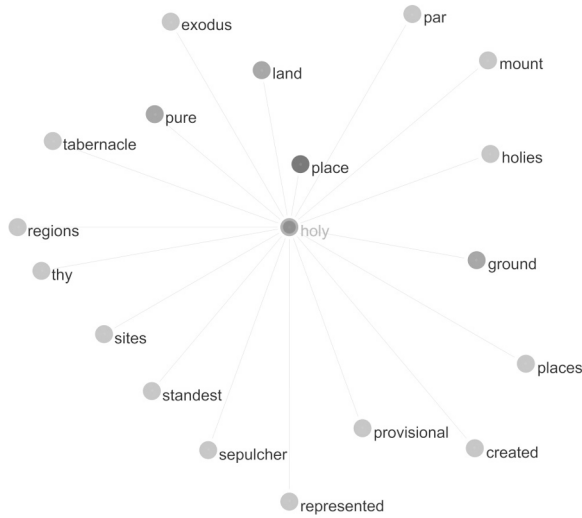 exodus
par
land
mount
pure
tabernacle
holies
place
regions
holy
thy
ground
sites
places
standest
provisional
sepulcher
created
represented